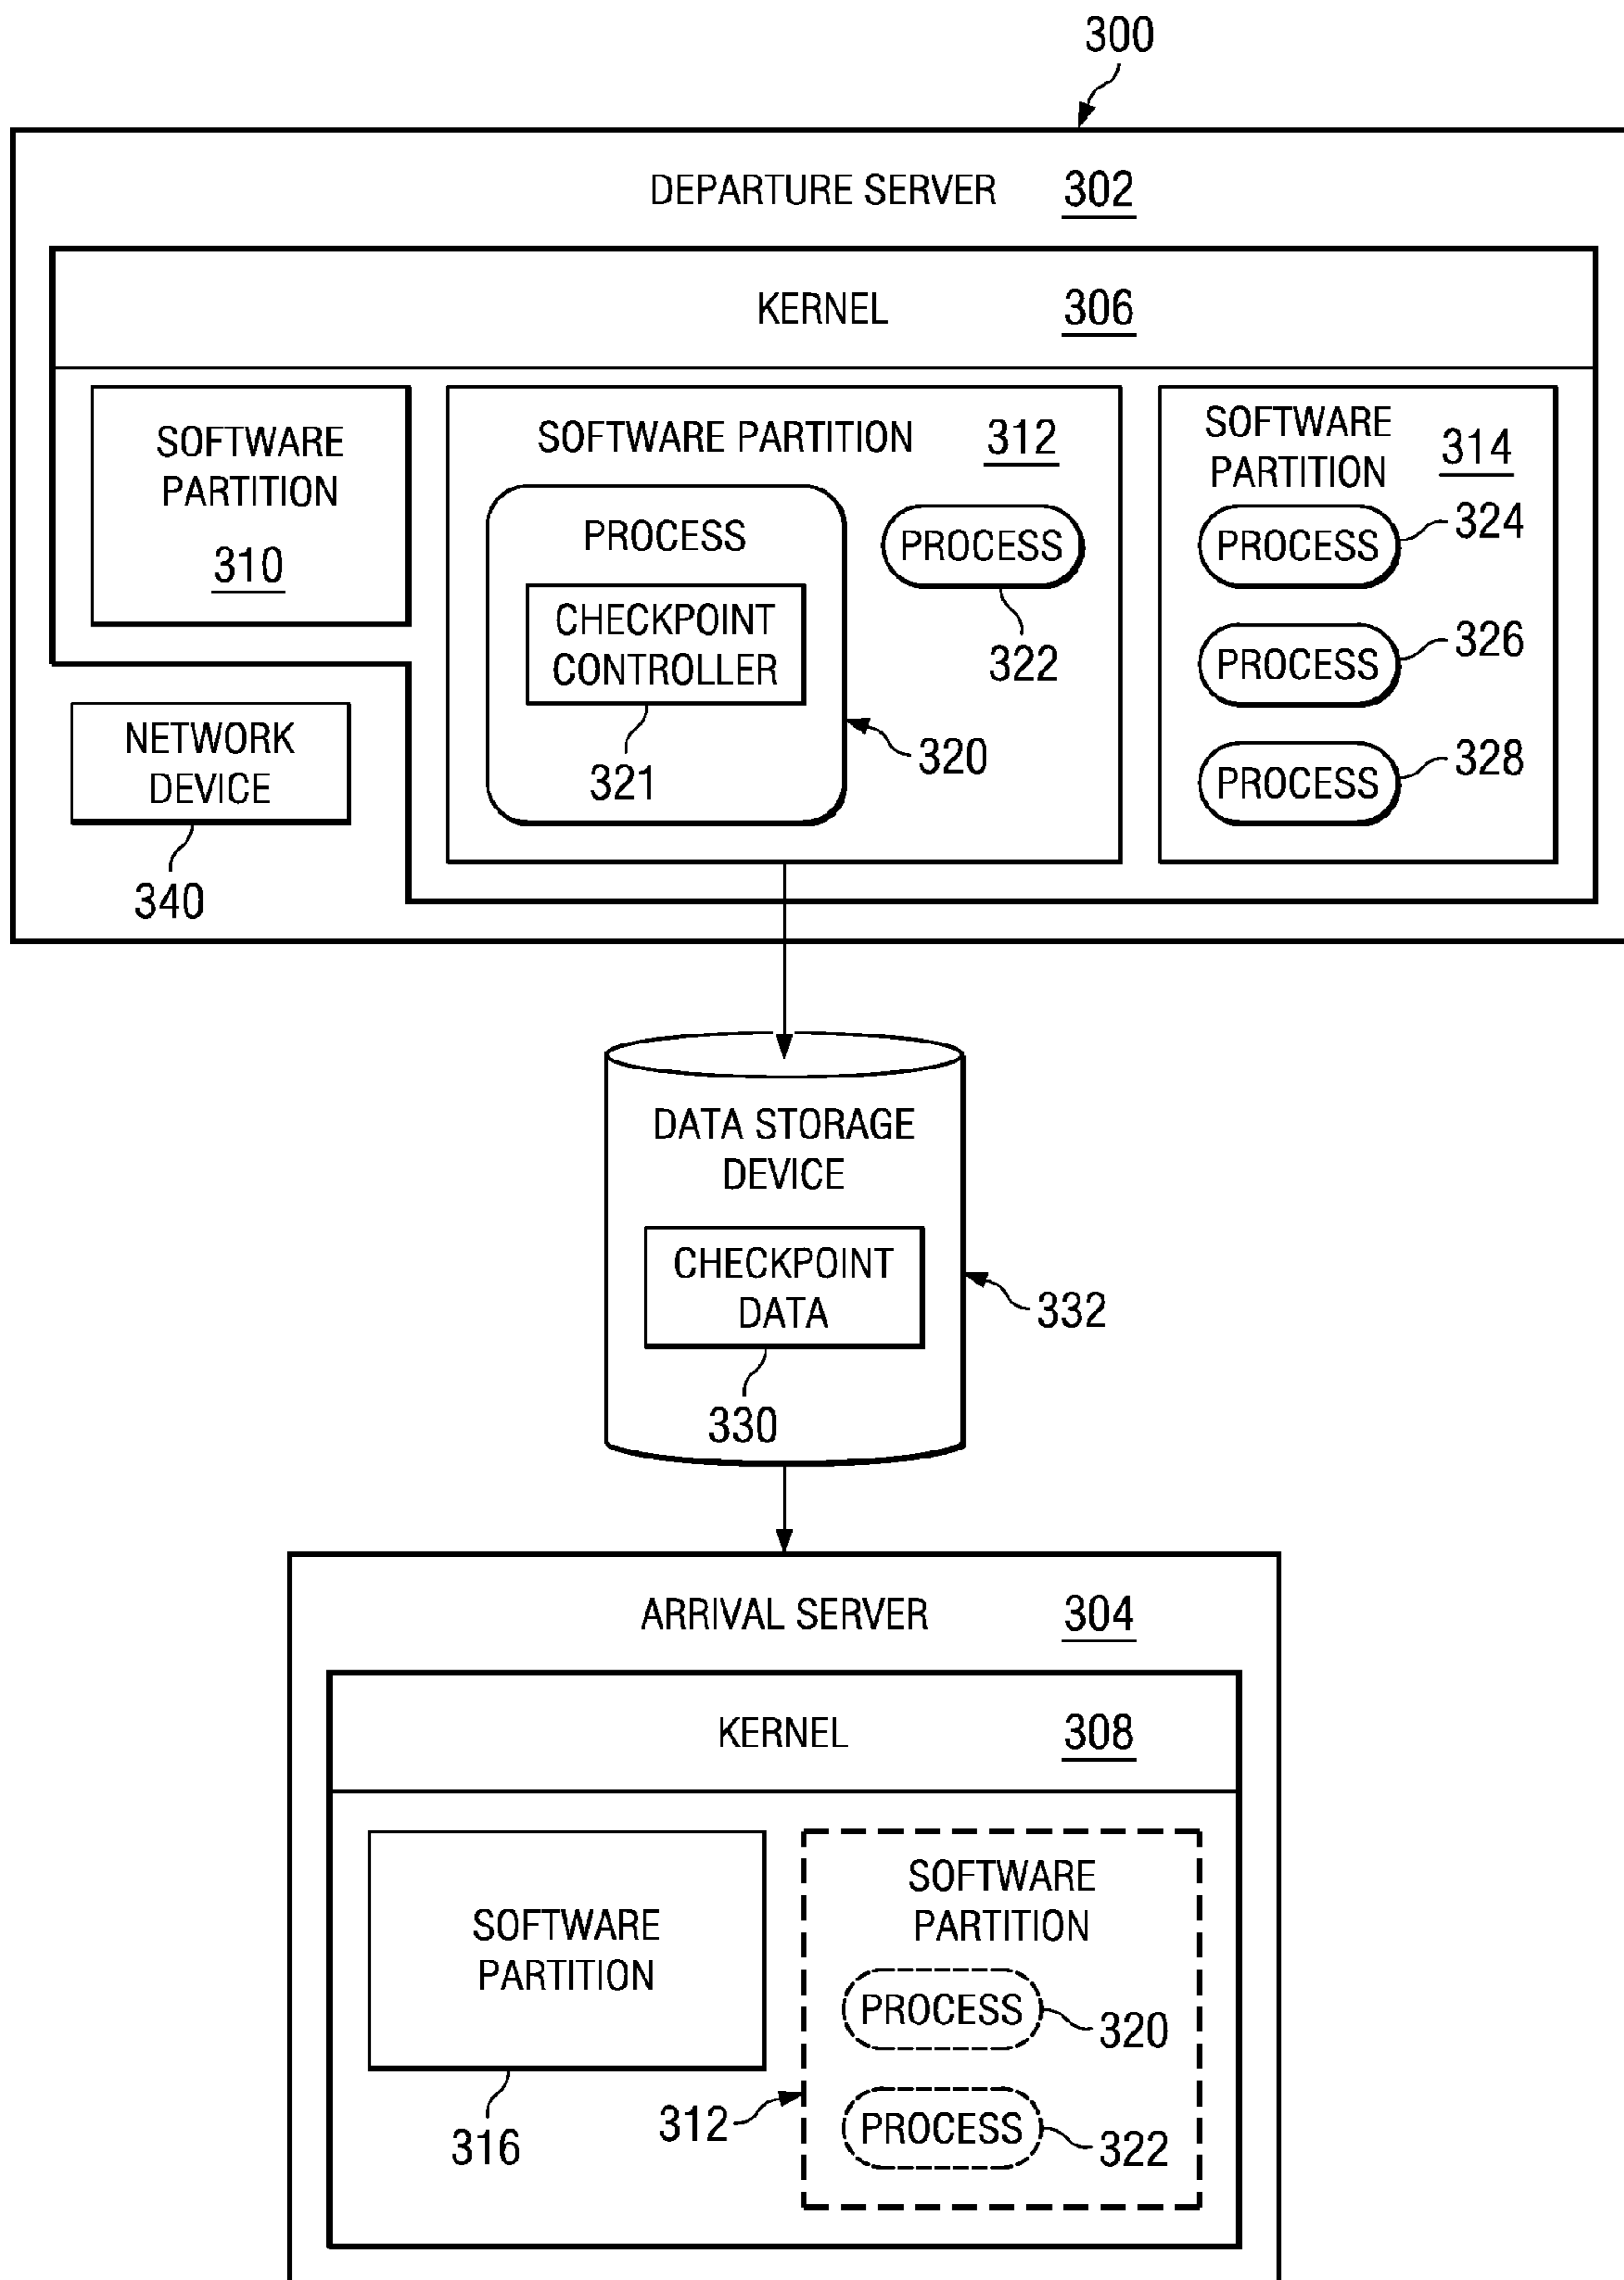 300
DEPARTURE SERVER 302
KERNEL 306
SOFTWARE
PARTITION
310
SOFTWARE PARTITION 312
PROCESS
CHECKPOINT
CONTROLLER
321
320
PROCESS
322
SOFTWARE
PARTITION
314
PROCESS 324
PROCESS 326
PROCESS 328
NETWORK
DEVICE
340
DATA STORAGE
DEVICE
CHECKPOINT
DATA
330
332
ARRIVAL SERVER 304
KERNEL 308
SOFTWARE
PARTITION
316
SOFTWARE
PARTITION
PROCESS 320
PROCESS 322
312